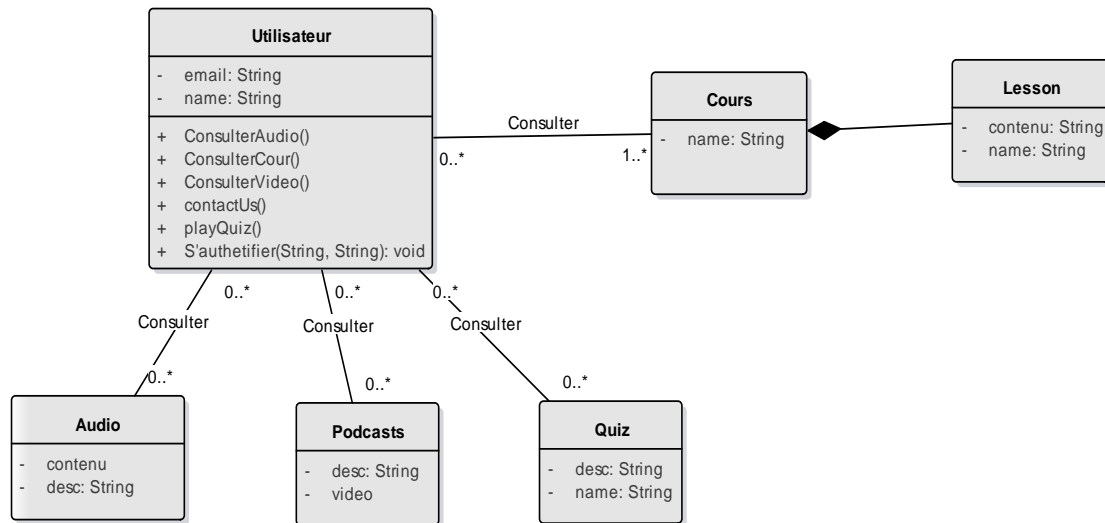 Utilisateur
- email: String
- name: String
+ ConsulterAudio()
+ ConsulterCour()
+ ConsulterVideo()
+ contactUs()
+ playQuiz()
+ S'authetifier(String, String): void
Consulter
0..*
1..*
Cours
- name: String
Lesson
- contenu: String
- name: String
0..*
0..*
0..*
Consulter
Consulter
Consulter
0..*
0..*
0..*
Audio
- contenu
- desc: String
Podcasts
- desc: String
- video
Quiz
- desc: String
- name: String